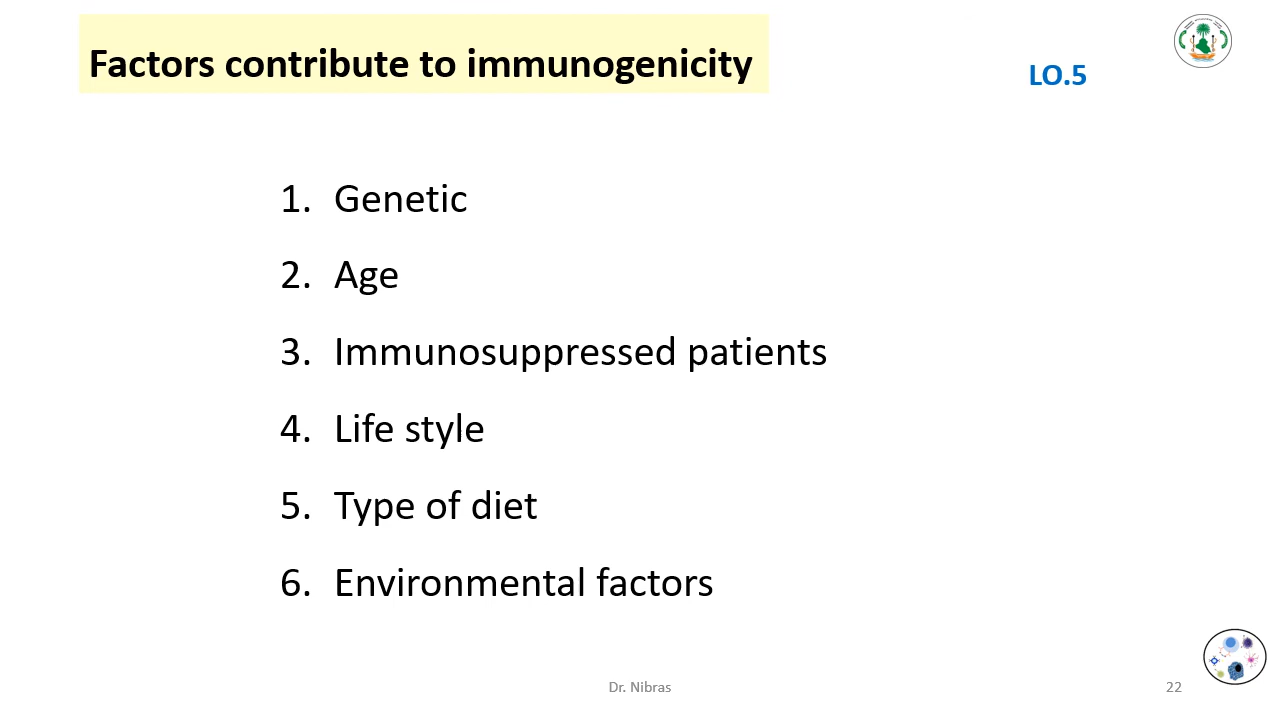 Factors contribute to immunogenicity
LO.5
1. Genetic
2. Age
3. Immunosuppressed patients
4. Life style
5. Type of diet
6. Environmental factors
Dr. Nibras
22